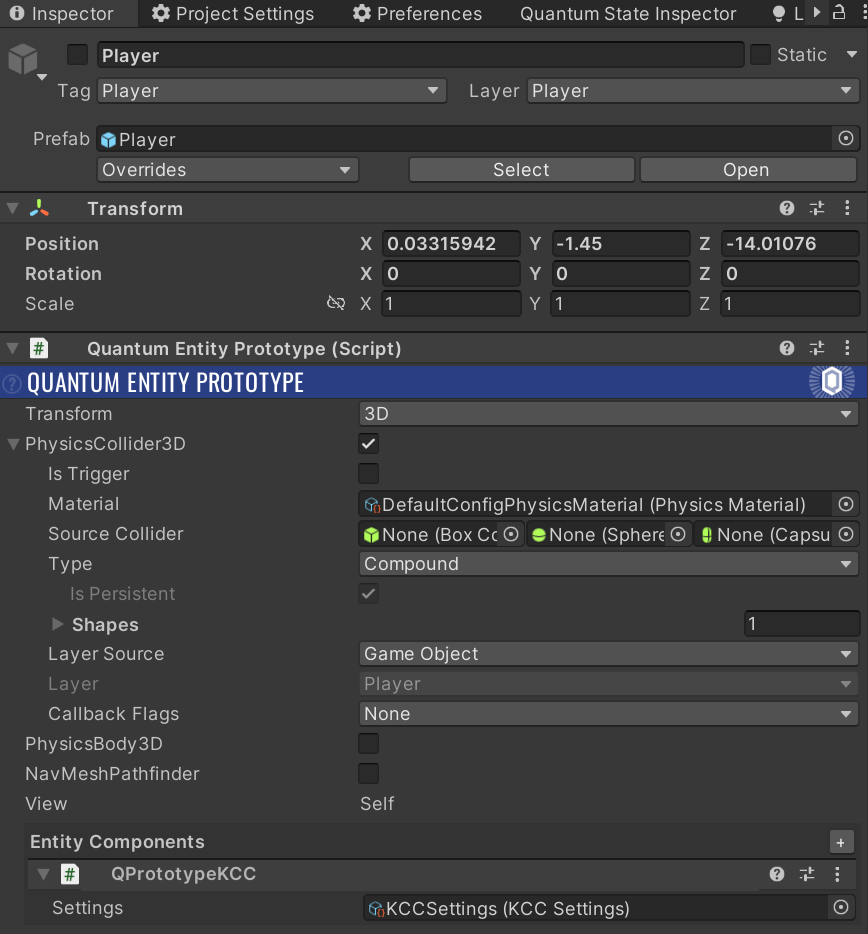 Inspector Project Settings Preferences Quantum State Inspector L
Player Static
Tag Player Layer Player
Prefab Player
Overrides Select Open
Transform
Position X 0.03315942 Y -1.45 Z -14.01076
Rotation X 0 Y 0 Z 0
Scale X 1 Y 1 Z 1
# Quantum Entity Prototype (Script)
QUANTUM ENTITY PROTOTYPE
Transform 3D
PhysicsCollider3D
Is Trigger
Material DefaultConfigPhysicsMaterial (Physics Material)
Source Collider None (Box Co None (Sphere None (Capsu
Type Compound
Is Persistent
Shapes 1
Layer Source Game Object
Layer Player
Callback Flags None
PhysicsBody3D
NavMeshPathfinder
View Self
Entity Components +
# QPrototypeKCC
Settings KCCSettings (KCC Settings)